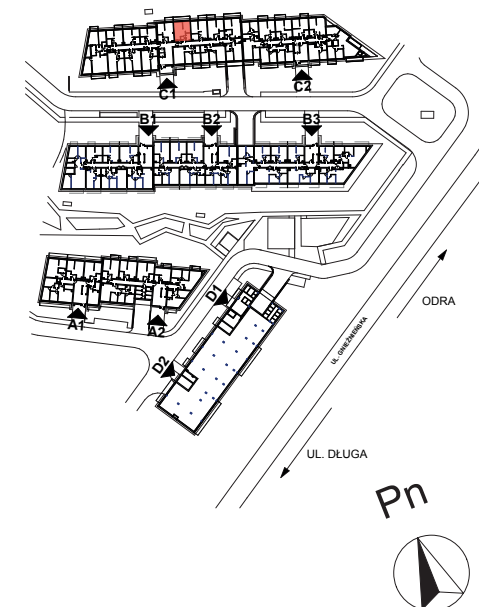 C1
C2
B1
B2
B3
A1
A2
D1
D2
ODRA
UL. GNIEŹNIEŃSKA
UL. DŁUGA
Pn